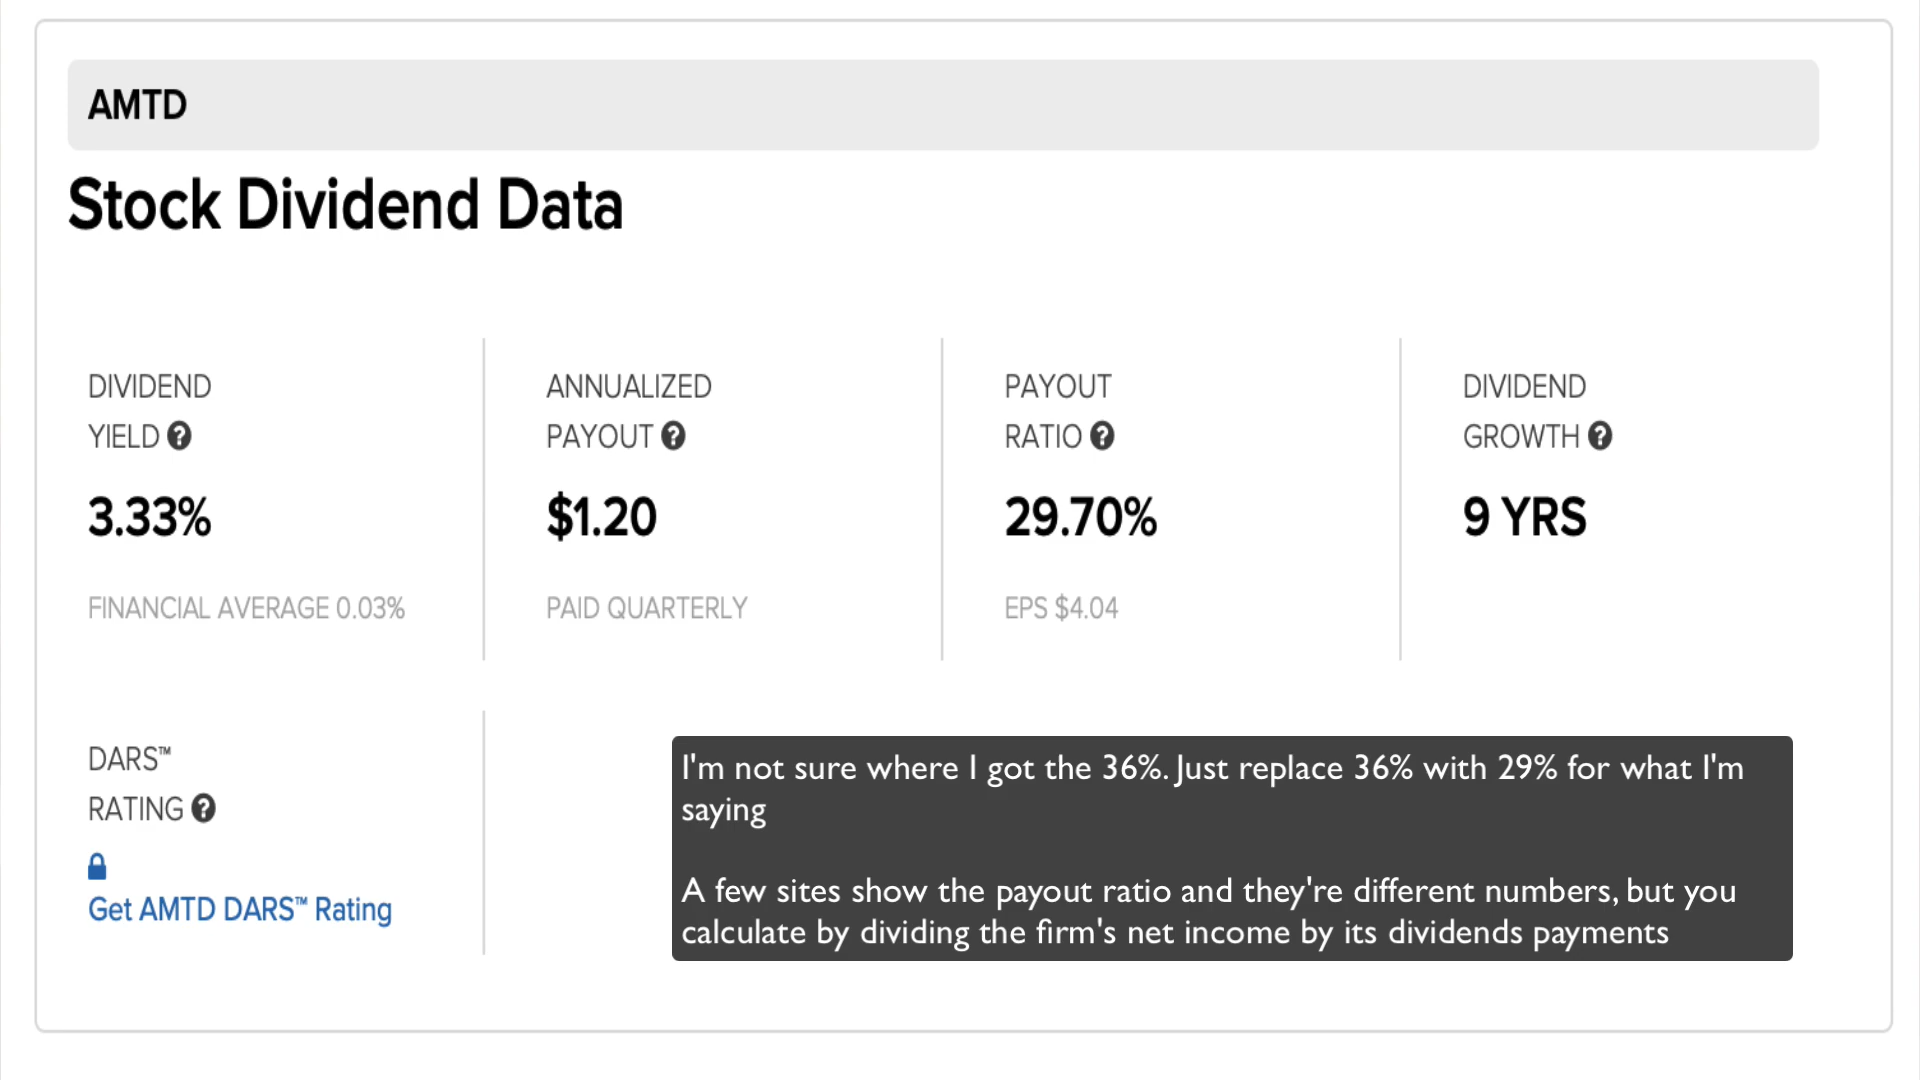 AMTD
Stock Dividend Data
DIVIDEND
YIELD ?
3.33%
FINANCIAL AVERAGE 0.03%
ANNUALIZED
PAYOUT ?
$1.20
PAID QUARTERLY
PAYOUT
RATIO ?
29.70%
EPS $4.04
DIVIDEND
GROWTH ?
9 YRS
DARS™
RATING ?
Get AMTD DARS™ Rating
I'm not sure where I got the 36%. Just replace 36% with 29% for what I'm
saying
A few sites show the payout ratio and they're different numbers, but you
calculate by dividing the firm's net income by its dividends payments